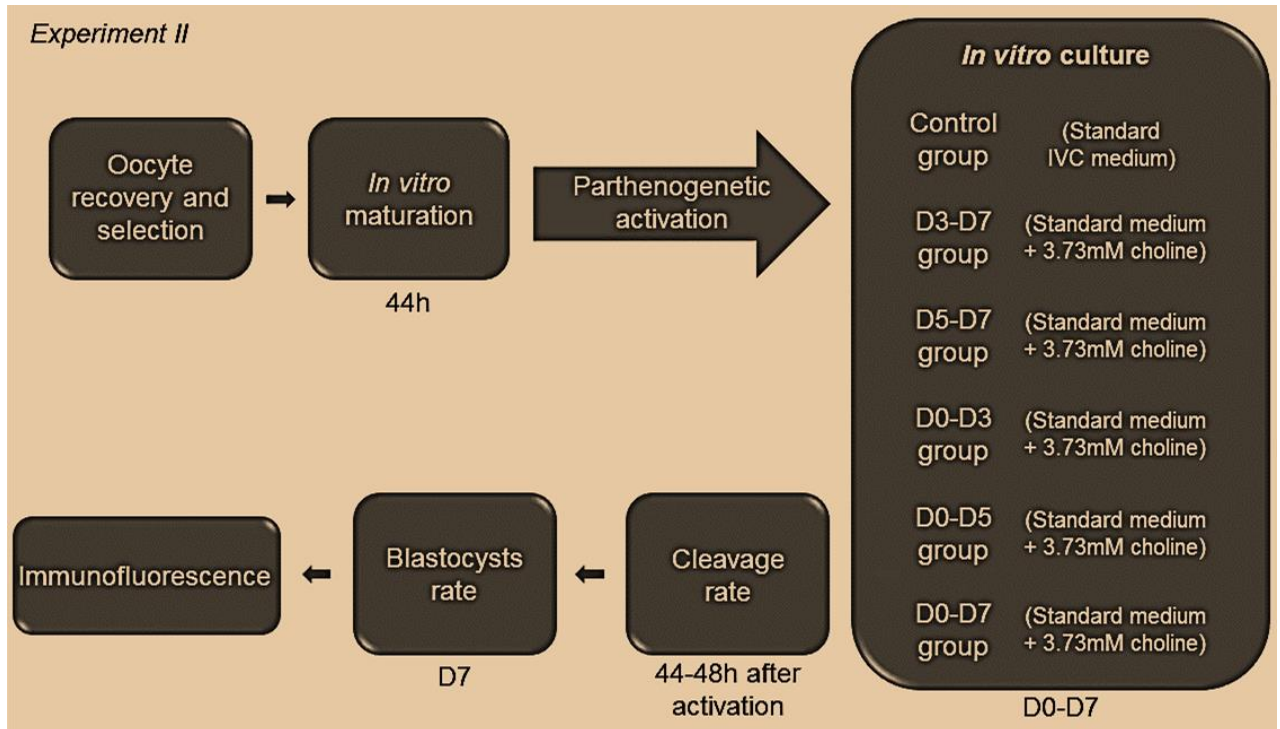 Experiment II
Oocyte
recovery and
selection
In vitro
maturation
44h
Parthenogenetic
activation
In vitro culture
Control
group
(Standard
IVC medium)
D3-D7
group
(Standard medium
+ 3.73mM choline)
D5-D7
group
(Standard medium
+ 3.73mM choline)
D0-D3
group
(Standard medium
+ 3.73mM choline)
D0-D5
group
(Standard medium
+ 3.73mM choline)
D0-D7
group
(Standard medium
+ 3.73mM choline)
D0-D7
Cleavage
rate
44-48h after
activation
Blastocysts
rate
D7
Immunofluorescence